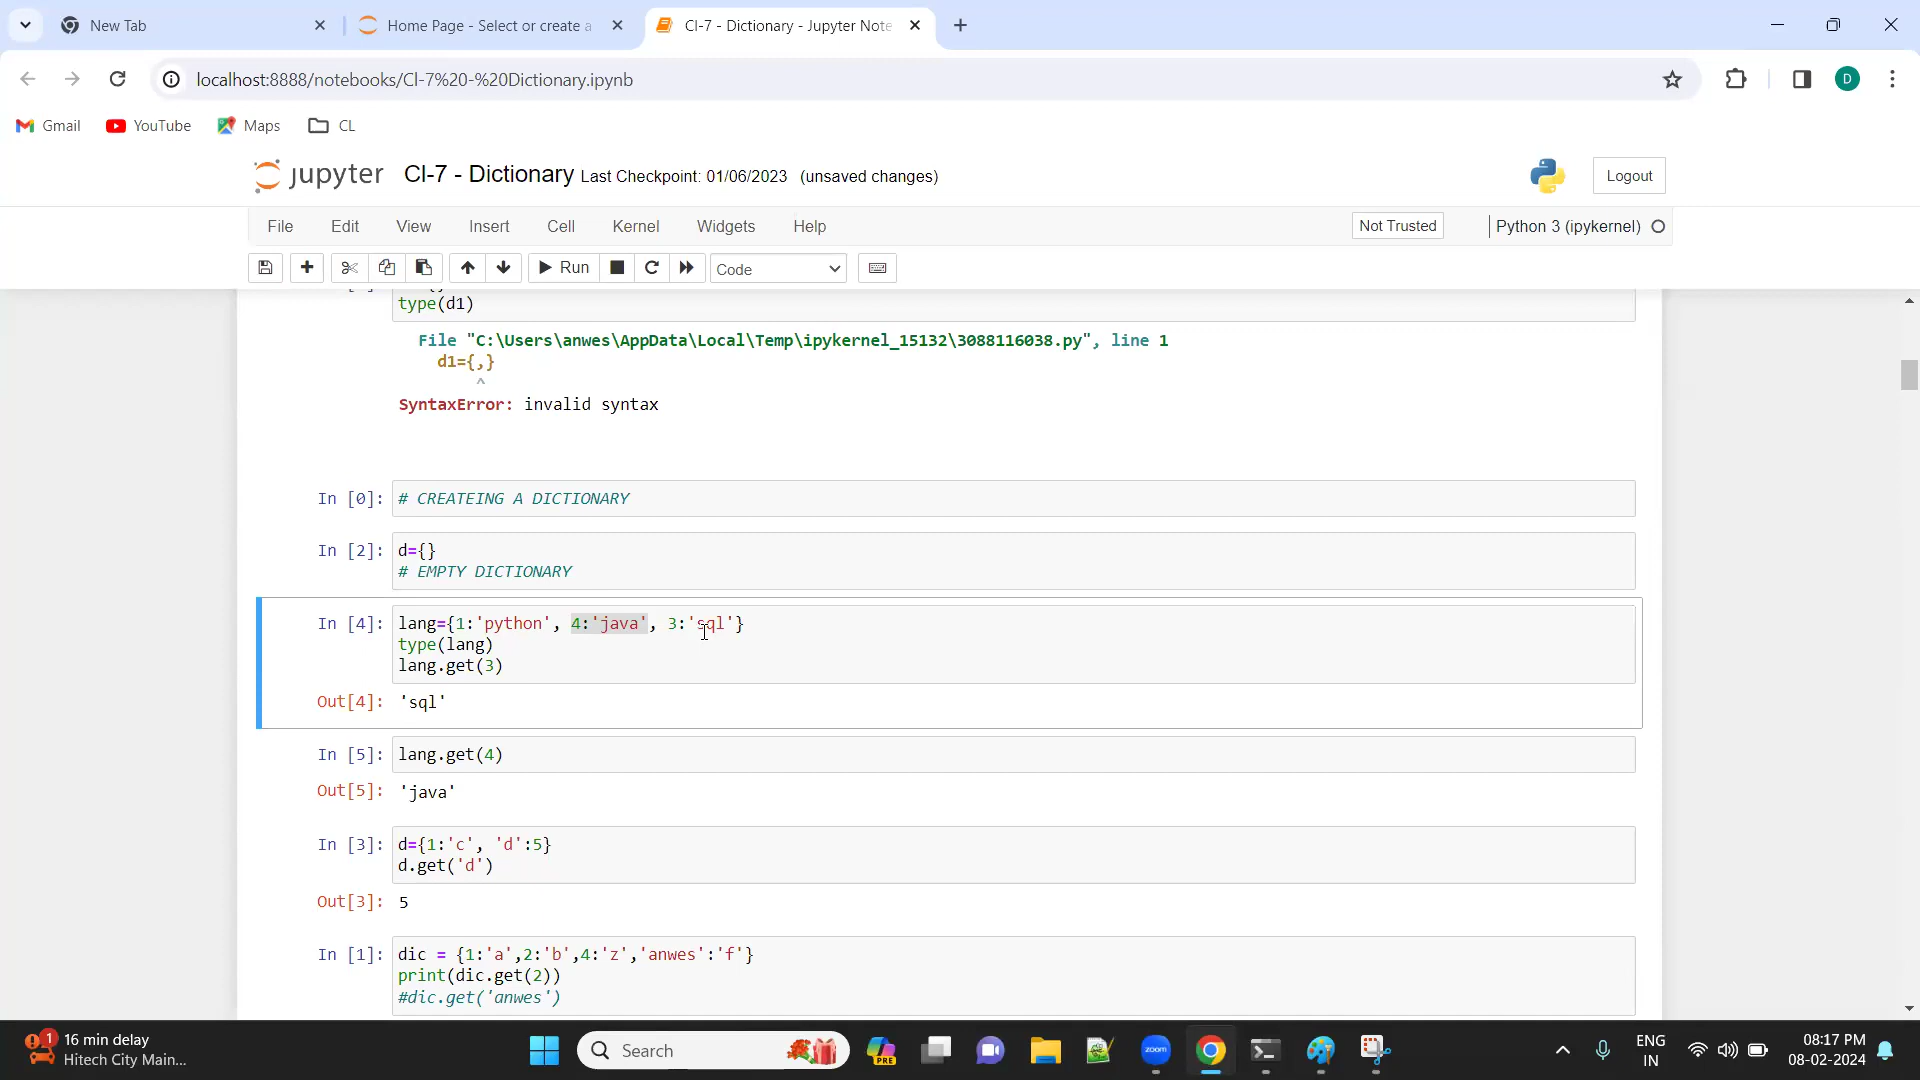 New Tab
Home Page - Select or create a
Cl-7 - Dictionary - Jupyter Note
localhost:8888/notebooks/Cl-7%20-%20Dictionary.ipynb
D
Gmail
YouTube
Maps
CL
jupyter Cl-7 - Dictionary Last Checkpoint: 01/06/2023 (unsaved changes)
Logout
File Edit View Insert Cell Kernel Widgets Help
Not Trusted
Python 3 (ipykernel)
Run
Code
type(d1)
File "C:\Users\anwes\AppData\Local\Temp\ipykernel_15132\3088116038.py", line 1
d1={,}
^
SyntaxError: invalid syntax
In [0]: # CREATEING A DICTIONARY
In [2]: d={}
# EMPTY DICTIONARY
In [4]: lang={1:'python', 4:'java', 3:'sql'}
type(lang)
lang.get(3)
Out[4]: 'sql'
In [5]: lang.get(4)
Out[5]: 'java'
In [3]: d={1:'c', 'd':5}
d.get('d')
Out[3]: 5
In [1]: dic = {1:'a',2:'b',4:'z','anwes':'f'}
print(dic.get(2))
#dic.get('anwes')
1
16 min delay
Hitech City Main...
Search
PRE
zoom
ENG
IN
08:17 PM
08-02-2024